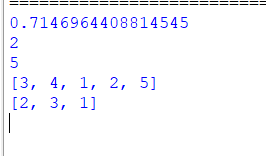 ==========================
0.7146964408814545
2
5
[3, 4, 1, 2, 5]
[2, 3, 1]